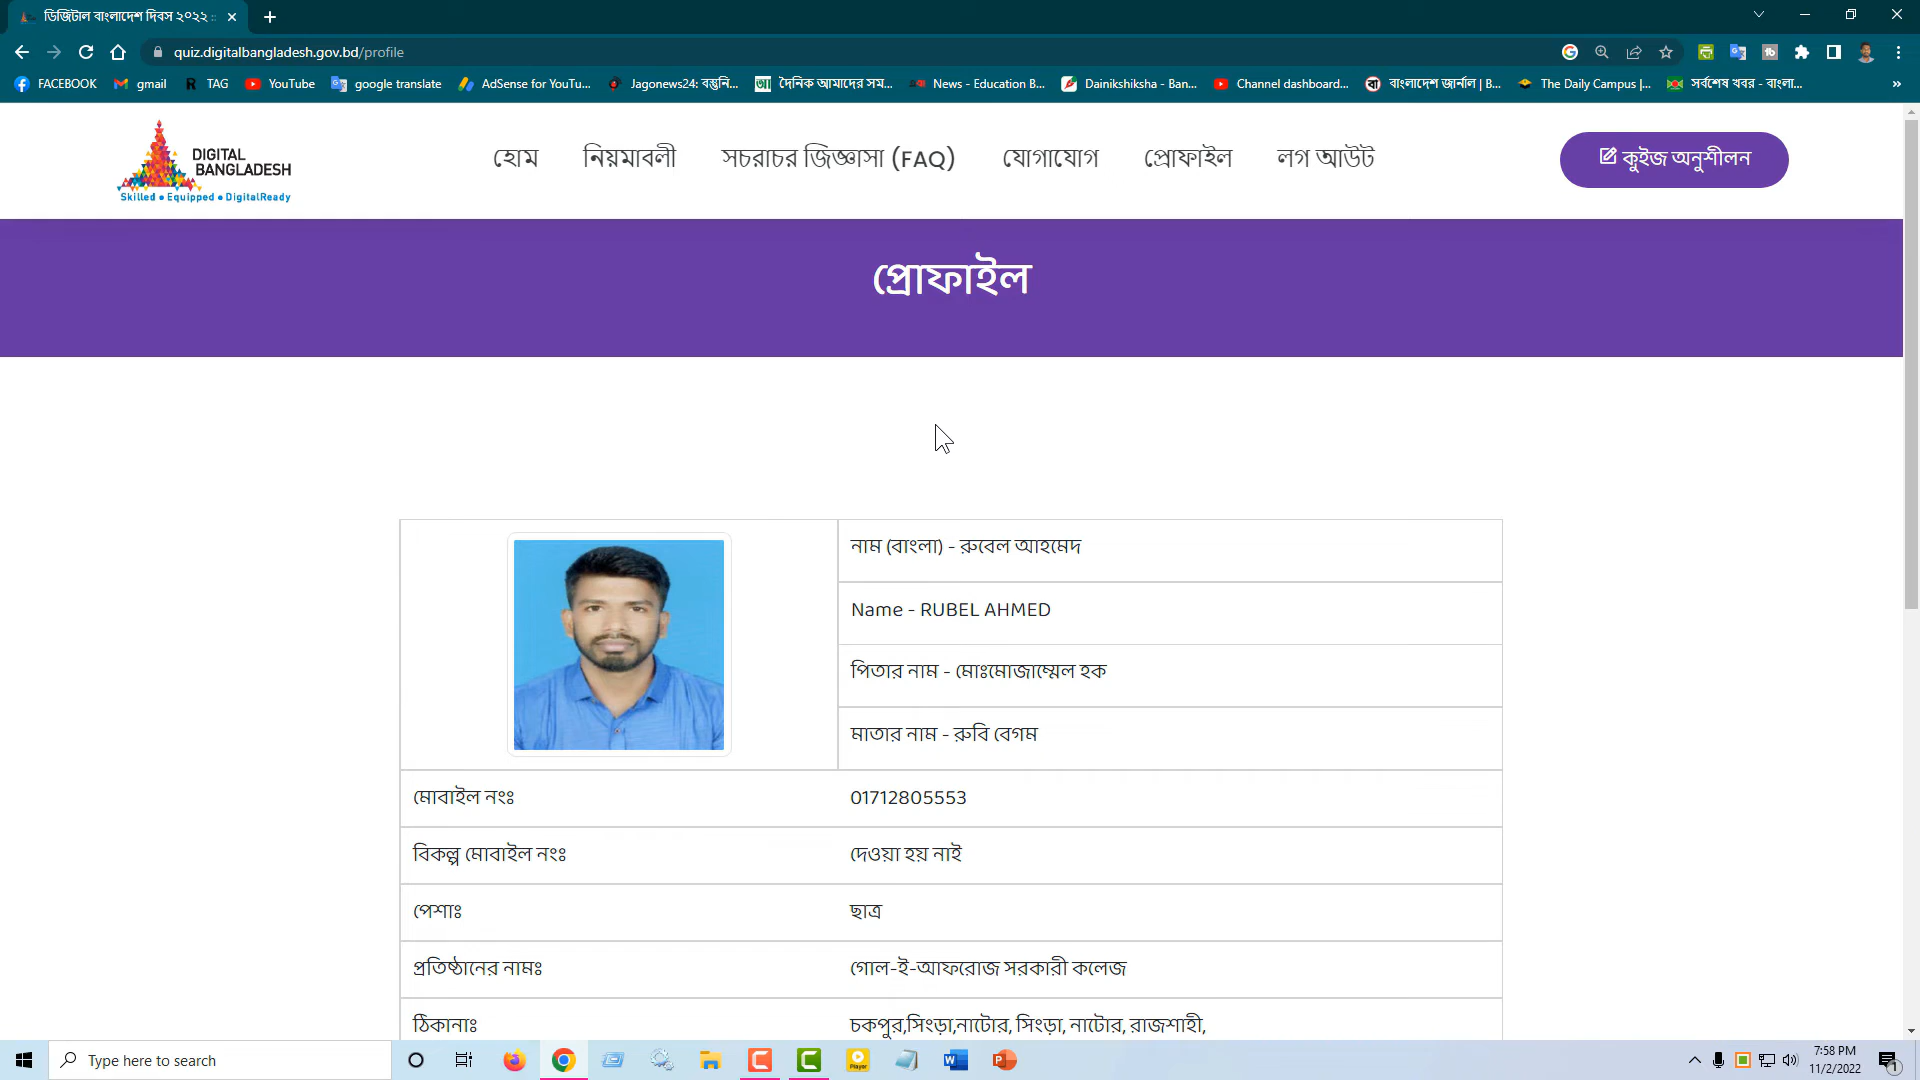 ডিজিটাল বাংলাদেশ দিবস ২০২২ ::
quiz.digitalbangladesh.gov.bd/profile
FACEBOOK gmail R TAG YouTube google translate AdSense for YouTu... Jagonews24: বস্তুনি... আ দৈনিক আমাদের সম... News - Education B... Dainikshiksha - Ban... Channel dashboard... বা বাংলাদেশ জার্নাল | B... The Daily Campus |... সর্বশেষ খবর - বাংলা... »
DIGITAL
BANGLADESH
Skilled • Equipped • DigitalReady
হোম নিয়মাবলী সচরাচর জিজ্ঞাসা (FAQ) যোগাযোগ প্রোফাইল লগ আউট কুইজ অনুশীলন
প্রোফাইল
নাম (বাংলা) - রুবেল আহমেদ
Name - RUBEL AHMED
পিতার নাম - মোঃমোজাম্মেল হক
মাতার নাম - রুবি বেগম
মোবাইল নংঃ 01712805553
বিকল্প মোবাইল নংঃ দেওয়া হয় নাই
পেশাঃ ছাত্র
প্রতিষ্ঠানের নামঃ গোল-ই-আফরোজ সরকারী কলেজ
ঠিকানাঃ চকপুর,সিংড়া,নাটোর, সিংড়া, নাটোর, রাজশাহী,
Type here to search
Player
7:58 PM
11/2/2022
1